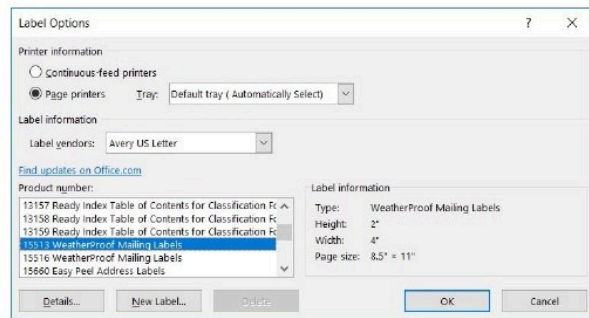 Label Options ? ×
Printer information
Continuous-feed printers
Page printers Tray: Default tray ( Automatically Select)
Label information
Label vendors: Avery US Letter
Find updates on Office.com
Product number:
13157 Ready Index Table of Contents for Classification Fc
13158 Ready Index Table of Contents for Classification Fc
13159 Ready Index Table of Contents for Classification Fc
15513 WeatherProof Mailing Labels
15516 WeatherProof Mailing Labels
15660 Easy Peel Address Labels
Label information
Type: WeatherProof Mailing Labels
Height: 2"
Width: 4"
Page size: 8.5" × 11"
Details... New Label... Delete OK Cancel